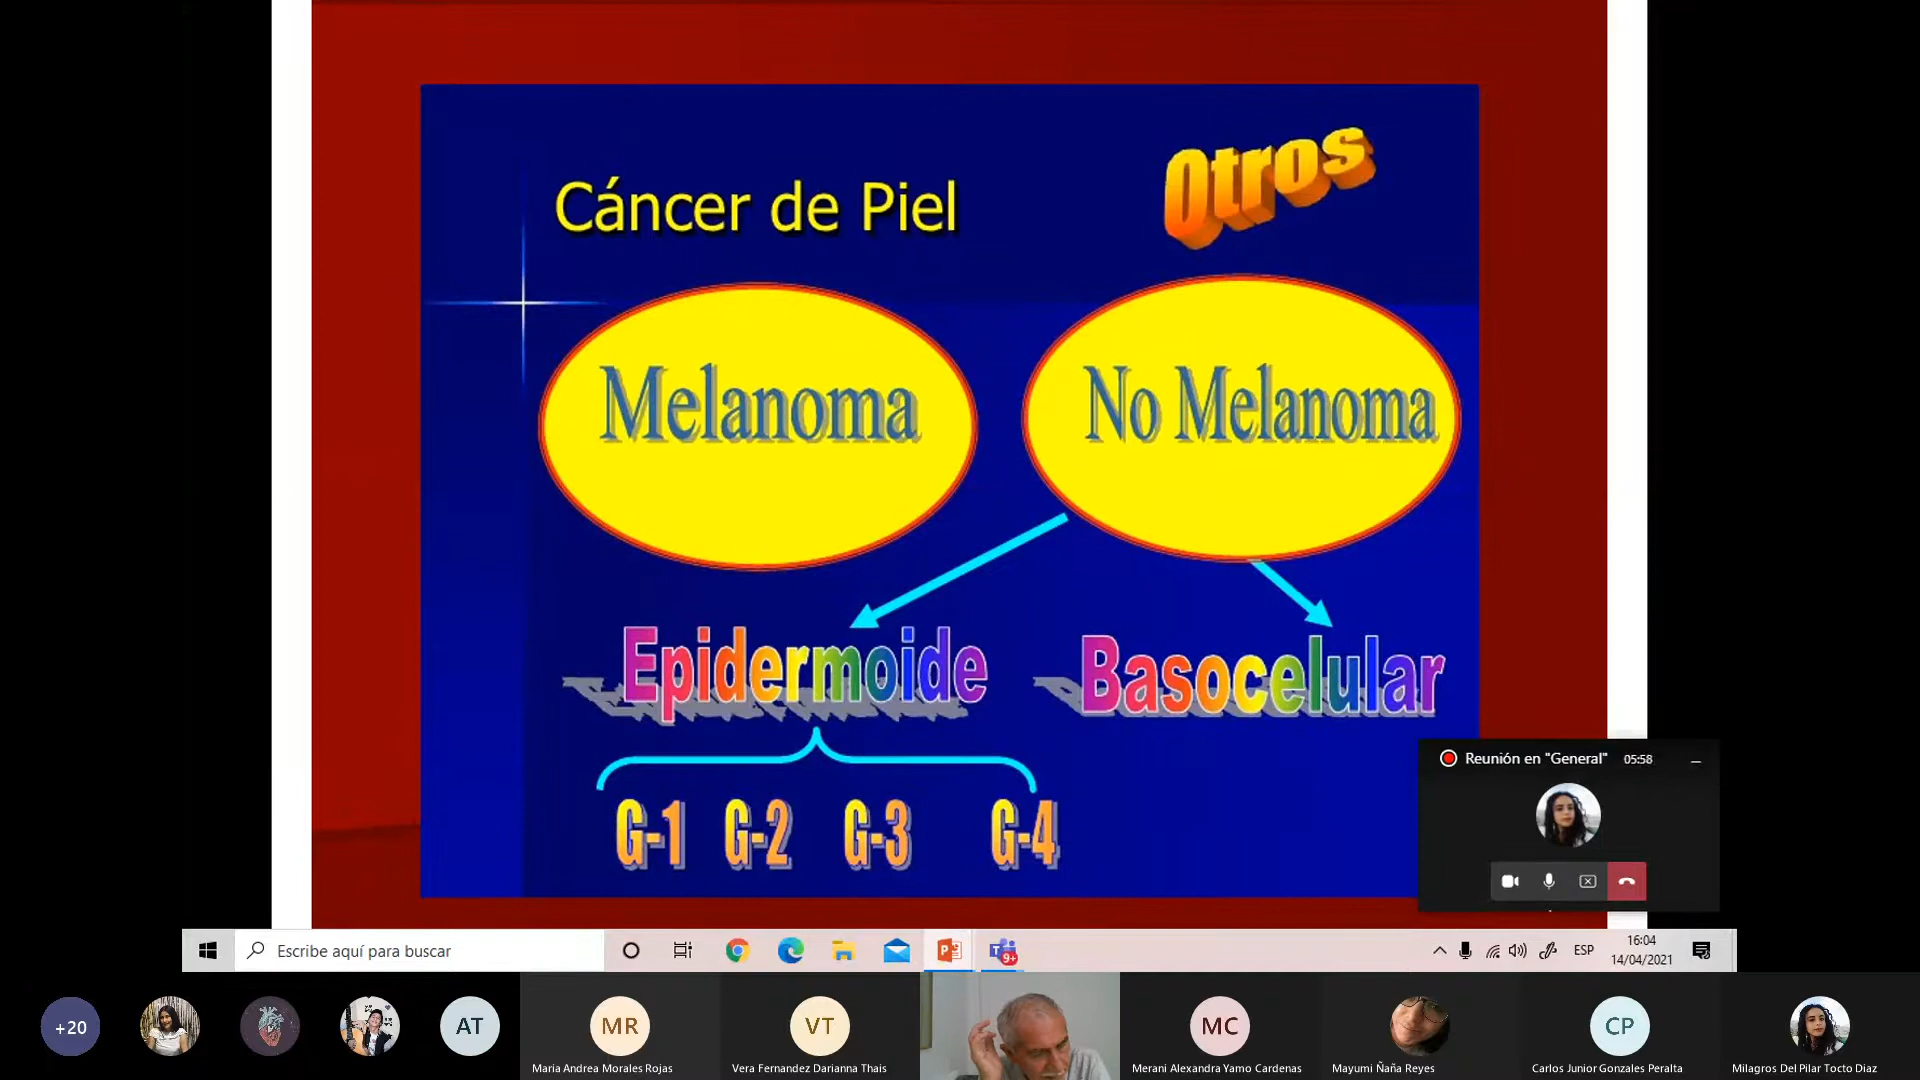 Otros
Cáncer de Piel
Melanoma
No Melanoma
Epidermoide
Basocelular
G-1 G-2 G-3 G-4
Reunión en "General" 05:58
Escribe aquí para buscar
9+
ESP
16:04
14/04/2021
+20
AT
MR
VT
MC
CP
Maria Andrea Morales Rojas
Vera Fernandez Darianna Thais
Merani Alexandra Yamo Cardenas
Mayumi Ñaña Reyes
Carlos Junior Gonzales Peralta
Milagros Del Pilar Tocto Diaz